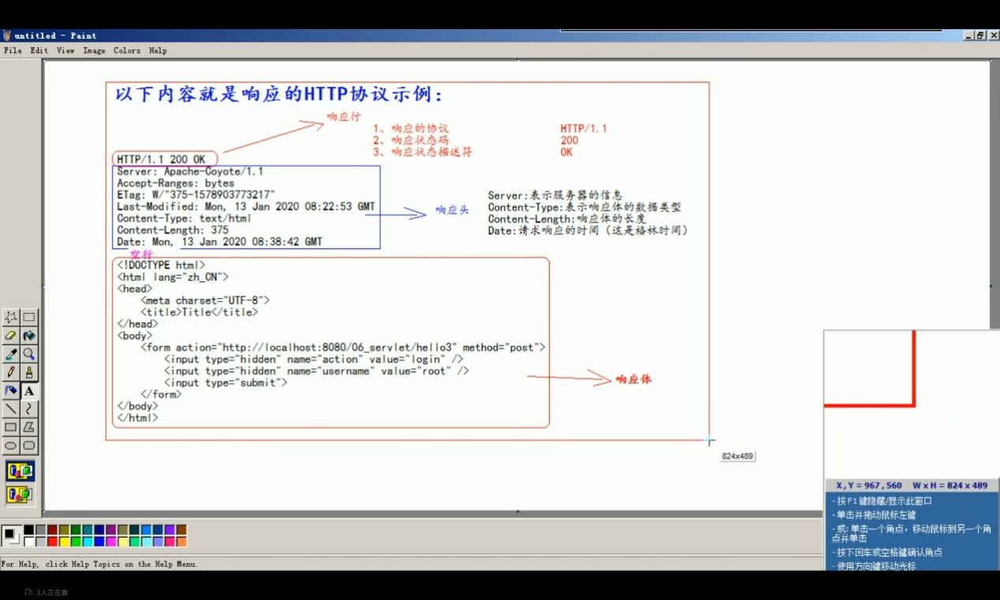 untitled - Paint
File Edit View Image Colors Help
以下内容就是响应的HTTP协议示例：
响应行
1、响应的协议 HTTP/1.1
2、响应状态码 200
3、响应状态描述符 OK
HTTP/1.1 200 OK
Server: Apache-Coyote/1.1
Accept-Ranges: bytes
ETag: W/"375-1578903773217"
Last-Modified: Mon, 13 Jan 2020 08:22:53 GMT
Content-Type: text/html
Content-Length: 375
Date: Mon, 13 Jan 2020 08:38:42 GMT
响应头
Server:表示服务器的信息
Content-Type:表示响应体的数据类型
Content-Length:响应体的长度
Date:请求响应的时间（这是格林时间）
空行
<!DOCTYPE html>
<html lang="zh_CN">
<head>
<meta charset="UTF-8">
<title>Title</title>
</head>
<body>
<form action="http://localhost:8080/06_servlet/hello3" method="post">
<input type="hidden" name="action" value="login" />
<input type="hidden" name="username" value="root" />
<input type="submit">
</form>
</body>
</html>
响应体
824x489
X,Y = 967,560 W x H = 824 x 489
- 按 F1 键隐藏/显示此窗口
- 单击并拖动鼠标左键
- 或: 单击一个角点，移动鼠标到另一个角
点并单击
- 按下回车或空格键确认角点
- 使用方向键移动光标
For Help, click Help Topics on the Help Menu.
3人正在看